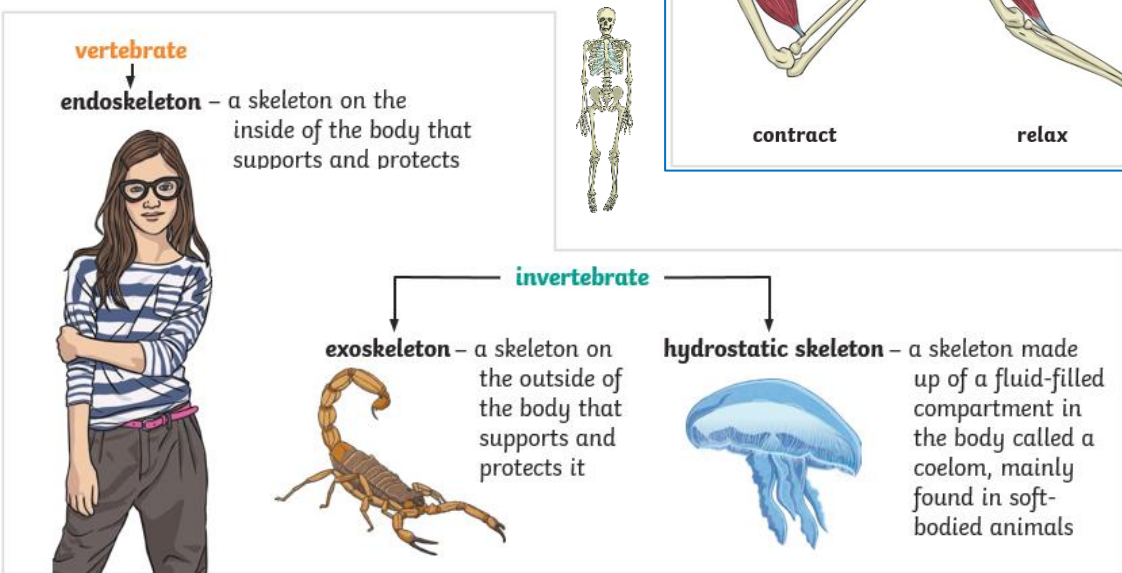 vertebrate
endoskeleton – a skeleton on the
inside of the body that
supports and protects
contract
relax
invertebrate
exoskeleton – a skeleton on
the outside of
the body that
supports and
protects it
hydrostatic skeleton – a skeleton made
up of a fluid-filled
compartment in
the body called a
coelom, mainly
found in soft-
bodied animals